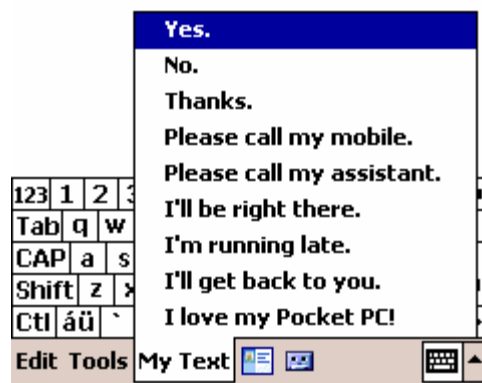 Yes.
No.
Thanks.
Please call my mobile.
Please call my assistant.
I'll be right there.
I'm running late.
I'll get back to you.
I love my Pocket PC!
123 1 2 3
Tab q w
CAP a s
Shift z x
Ctl áü `
Edit Tools My Text